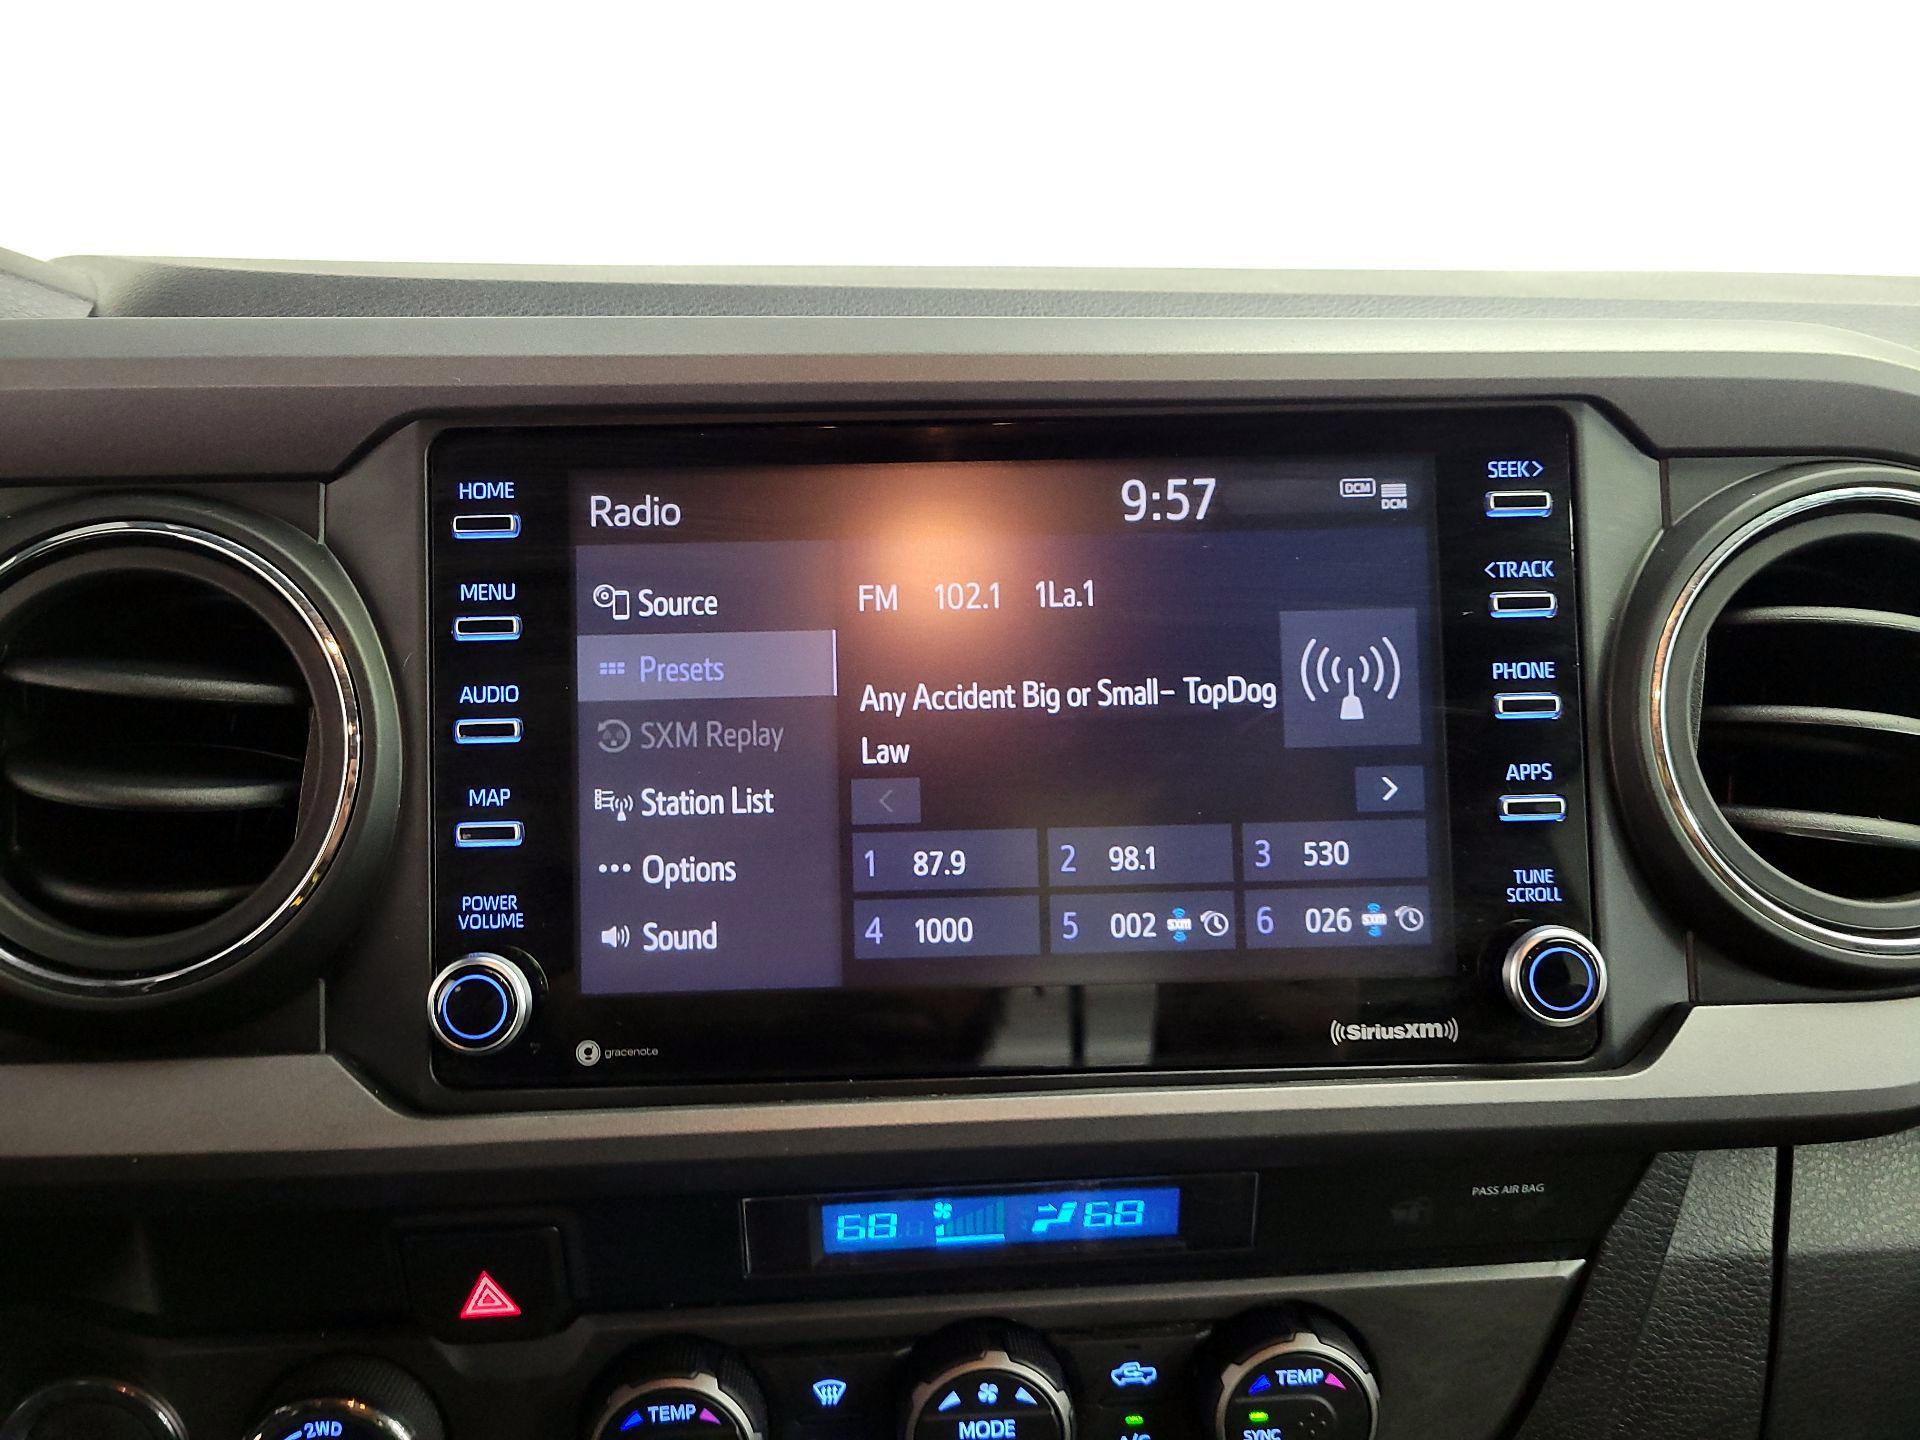 HOME
MENU
AUDIO
MAP
POWER
VOLUME
Radio
9:57
DCM
DCM
Source
Presets
SXM Replay
Station List
Options
Sound
FM 102.1 1La.1
Any Accident Big or Small- TopDog
Law
<
>
1 87.9
2 98.1
3 530
4 1000
5 002 sxm
6 026 sxm
SEEK>
<TRACK
PHONE
APPS
TUNE
SCROLL
gracenote
((SiriusXM))
PASS AIR BAG
68
68
2WD
TEMP
MODE
A/C
TEMP
SYNC